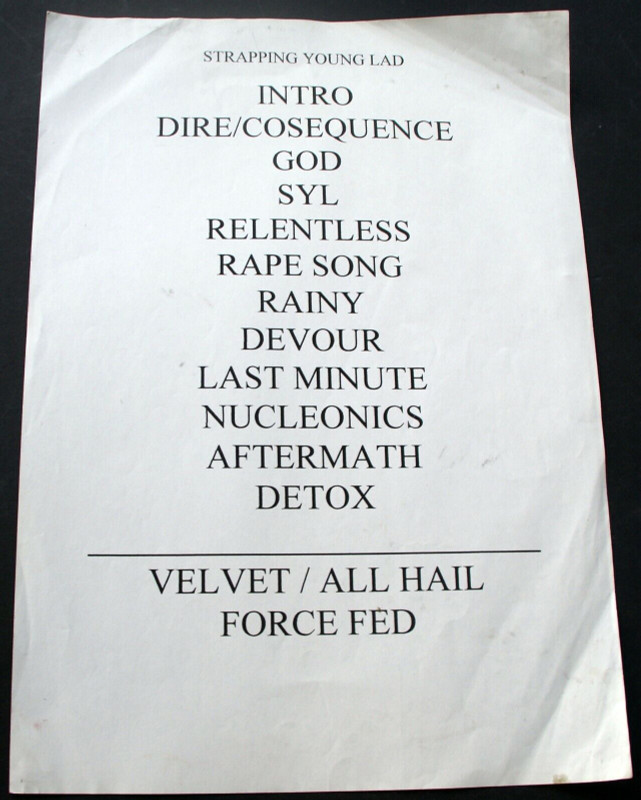 STRAPPING YOUNG LAD
INTRO
DIRE/COSEQUENCE
GOD
SYL
RELENTLESS
RAPE SONG
RAINY
DEVOUR
LAST MINUTE
NUCLEONICS
AFTERMATH
DETOX
VELVET / ALL HAIL
FORCE FED